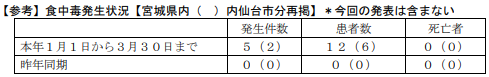 【参考】食中毒発生状況【宮城県内（　）内仙台市分再掲】＊今回の発表は含まない
発生件数 患者数 死亡者
本年１月１日から３月３０日まで ５（２） １２（６） ０（０）
昨年同期 ０（０） ０（０） ０（０）